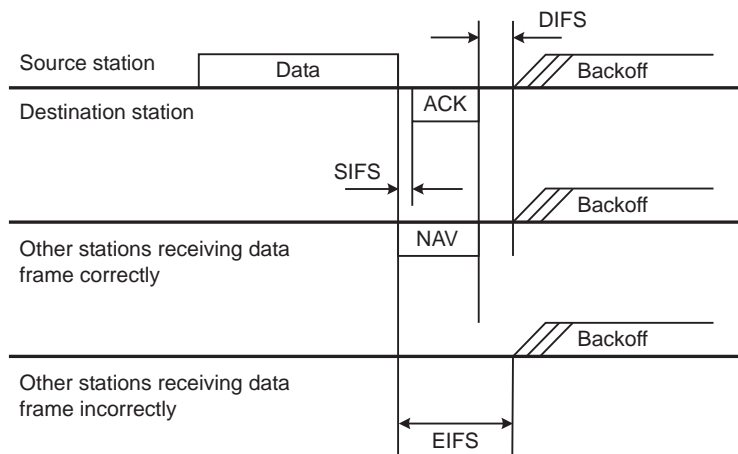 DIFS
Source station
Data
Backoff
Destination station
ACK
SIFS
Backoff
Other stations receiving data
frame correctly
NAV
Backoff
Other stations receiving data
frame incorrectly
EIFS